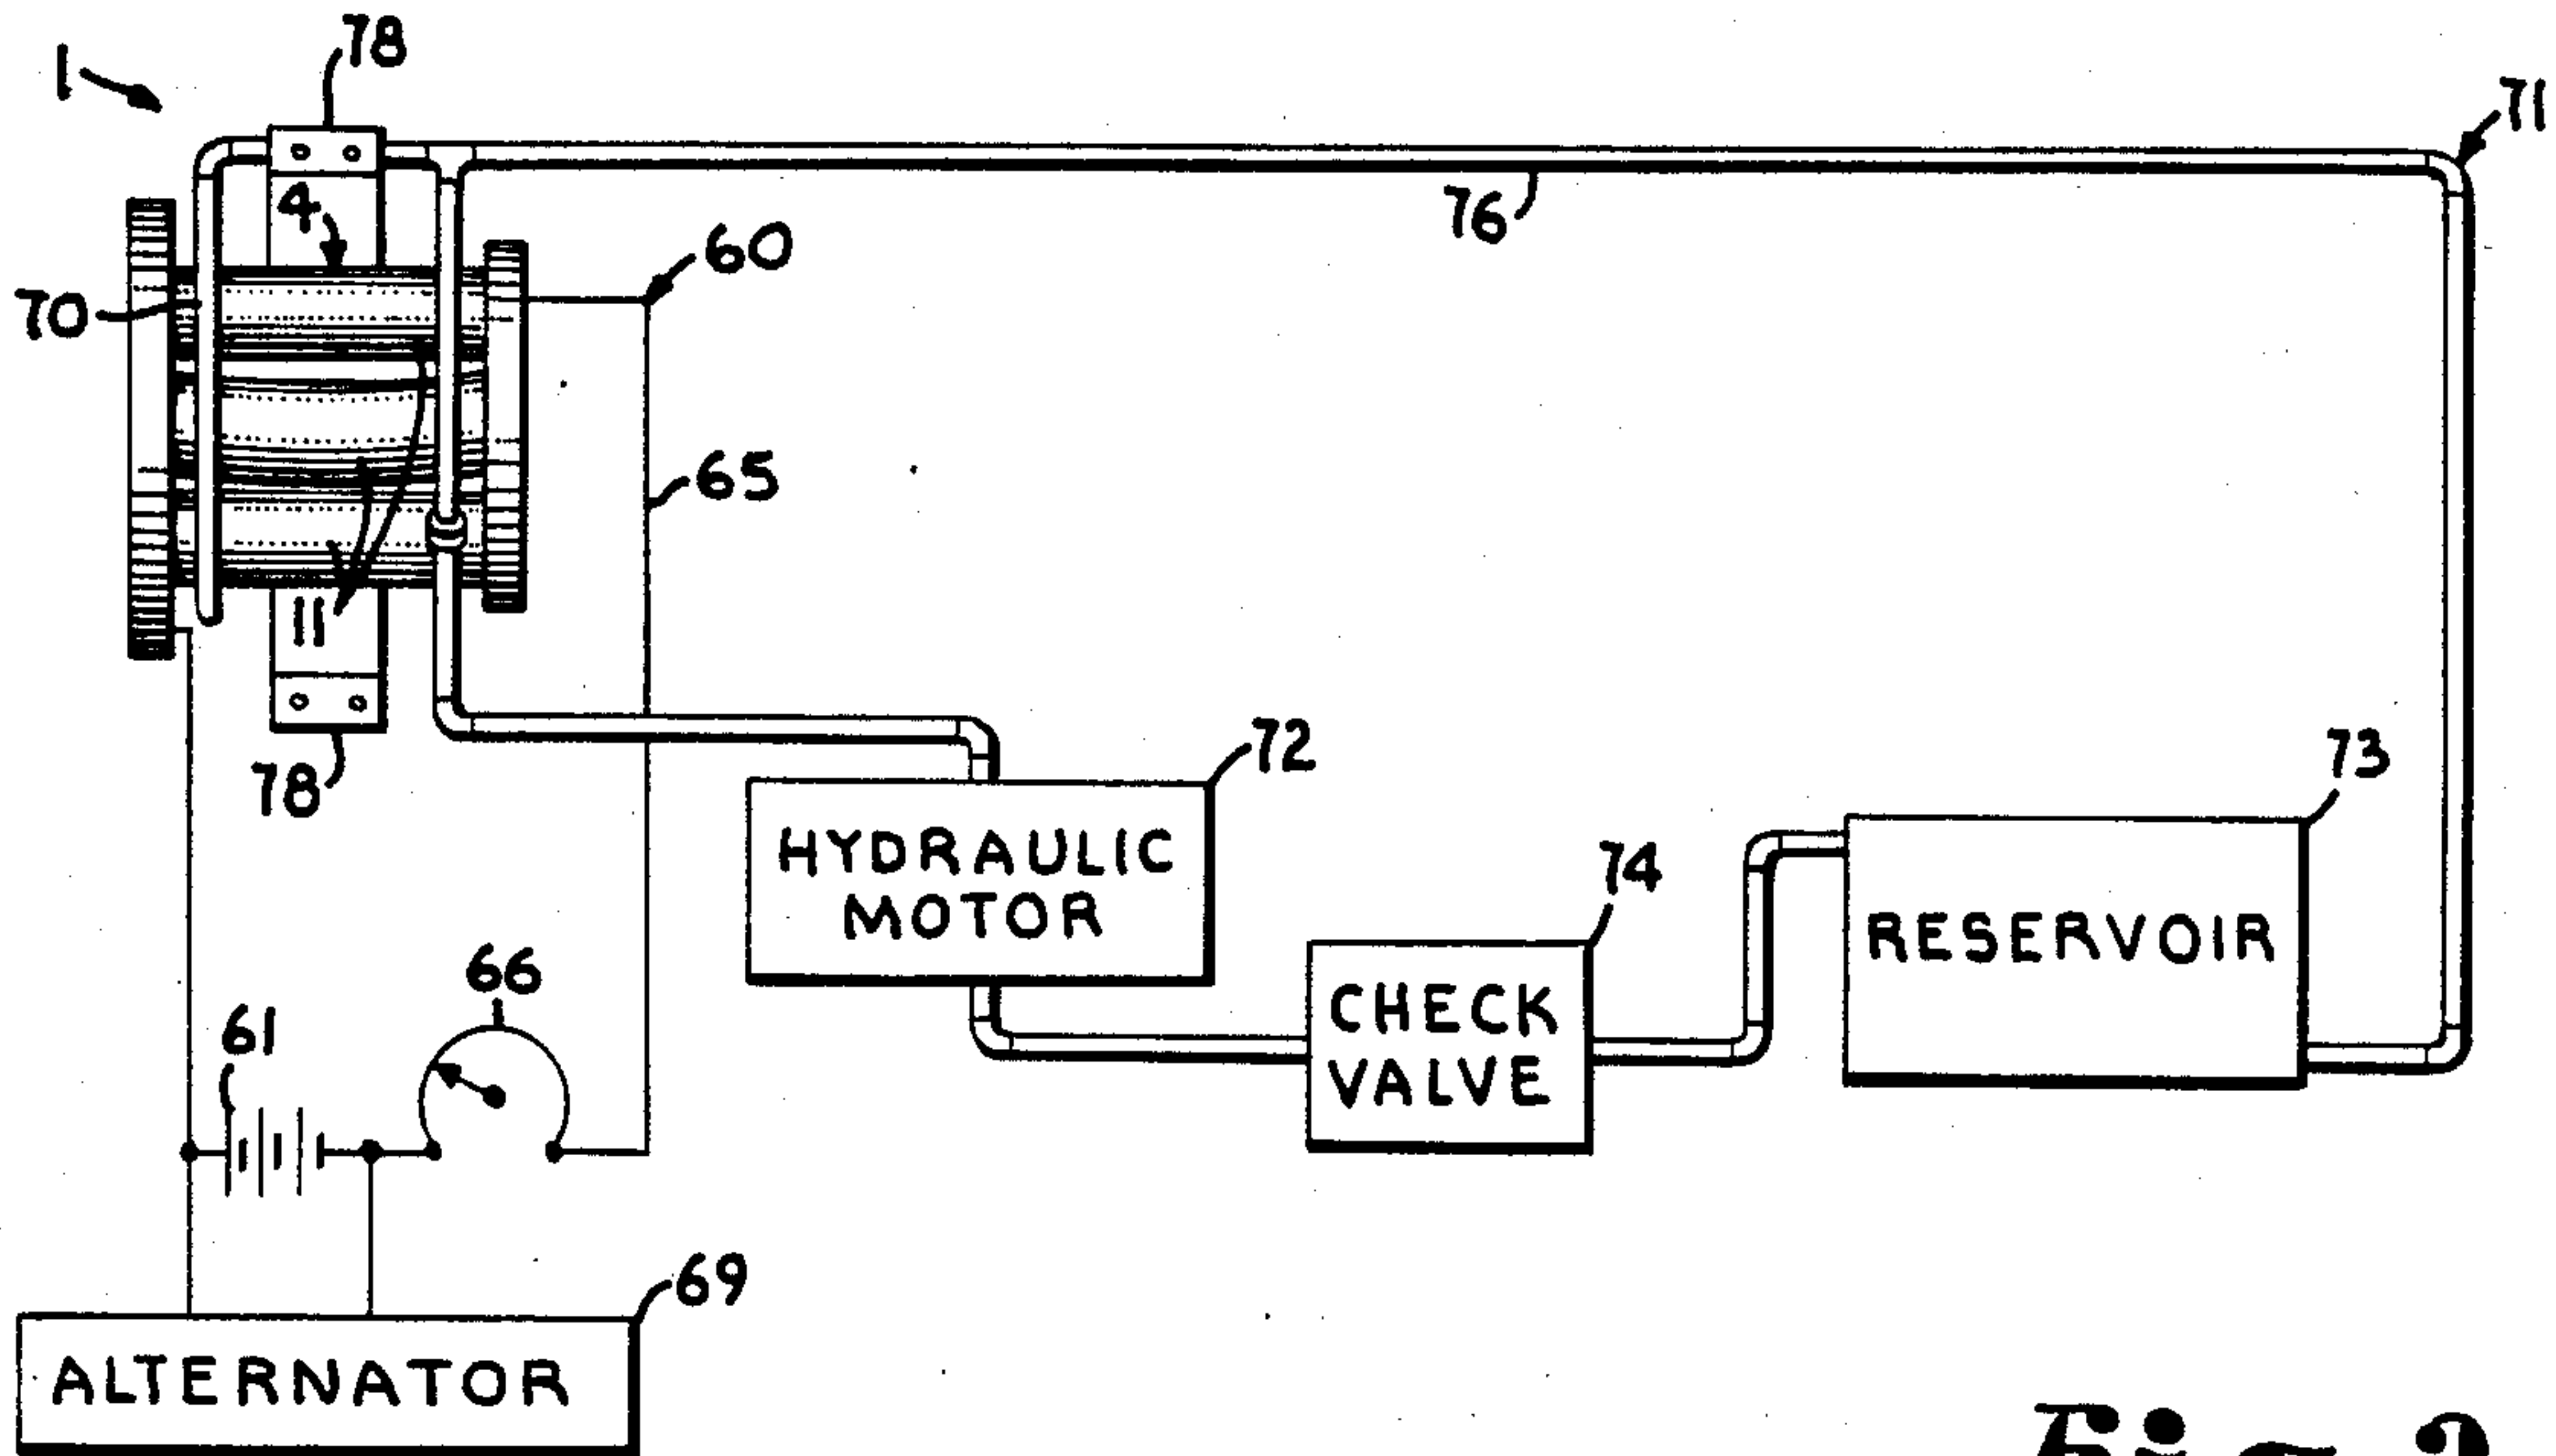 78
1
71
4
76
60
70
65
11
72
78
73
HYDRAULIC
MOTOR
74
RESERVOIR
66
CHECK
VALVE
61
69
ALTERNATOR